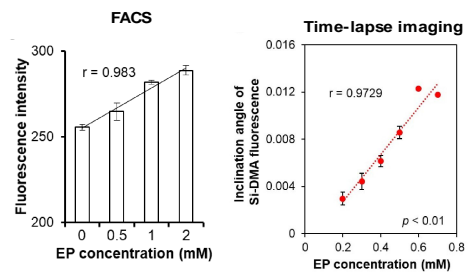 FACS
Fluorescence intensity
300
250
200
r = 0.983
0 0.5 1 2
EP concentration (mM)
Time-lapse imaging
Inclination angle of
Si-DMA fluorescence
0.016
0.012
0.008
0.004
0
r = 0.9729
p < 0.01
0 0.2 0.4 0.6 0.8
EP concentration (mM)